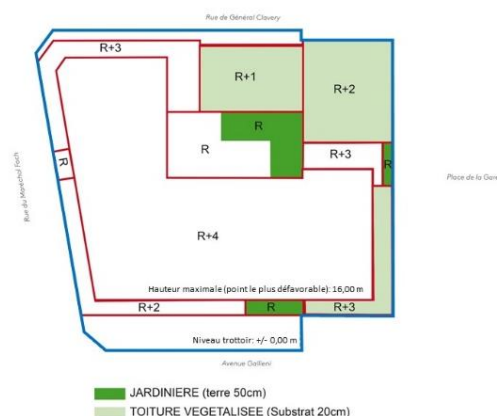 Rue de Général Clavery
R+3
R+1
R+2
R
R
R+3
R
R
Rue du Maréchal Foch
Place de la Gare
R+4
Hauteur maximale (point le plus défavorable): 16,00 m
R+2
R
R+3
Niveau trottoir: +/- 0,00 m
Avenue Gallieni
JARDINIERE (terre 50cm)
TOITURE VEGETALISEE (Substrat 20cm)